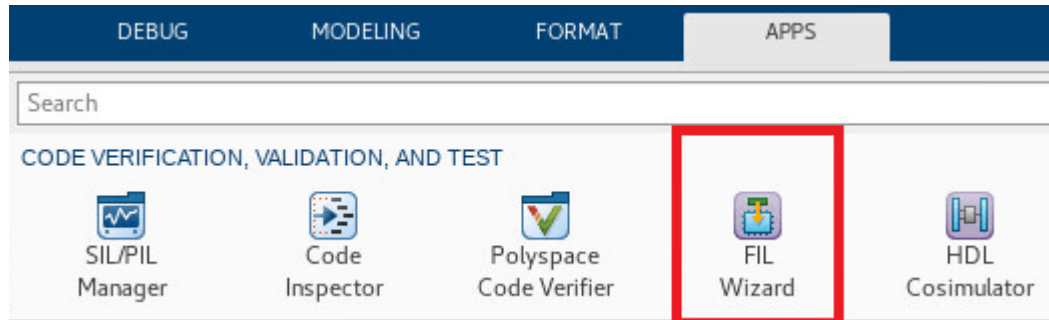 DEBUG MODELING FORMAT APPS
Search
CODE VERIFICATION, VALIDATION, AND TEST
SIL/PIL Code Polyspace FIL HDL
Manager Inspector Code Verifier Wizard Cosimulator